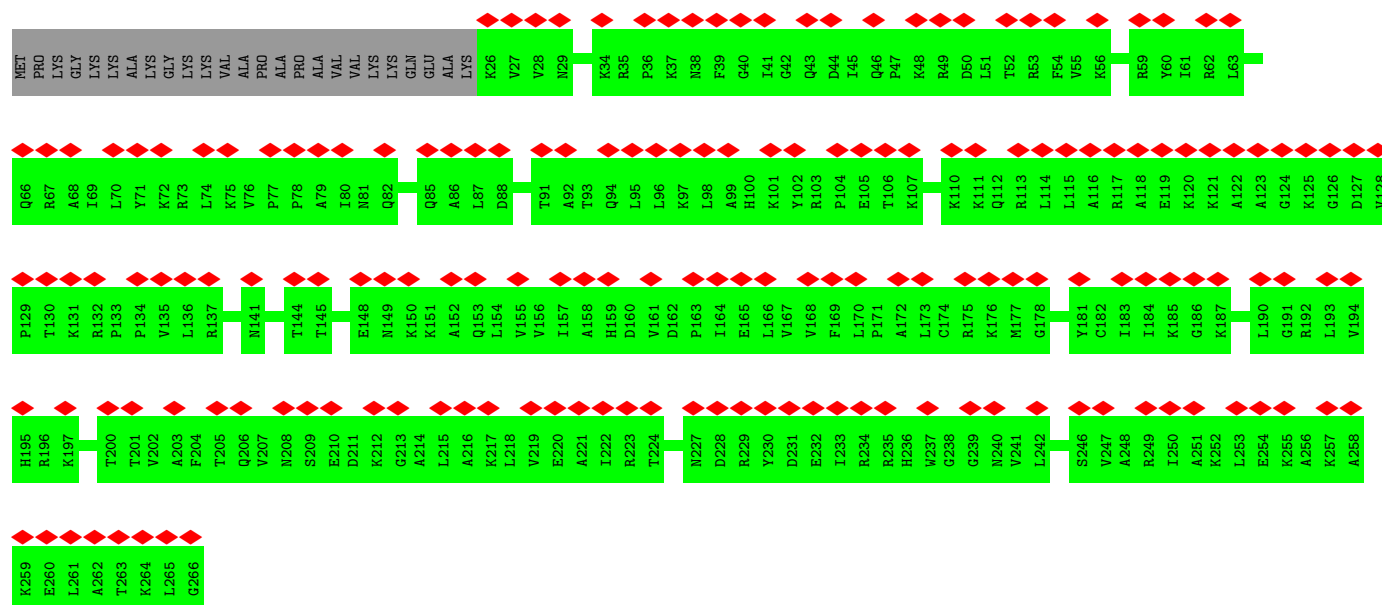 MET PRO LYS GLY LYS LYS ALA LYS GLY LYS LYS VAL ALA PRO ALA PRO ALA VAL VAL LYS LYS GLN GLU ALA LYS K26 V27 V28 N29 K34 R35 P36 K37 N38 F39 G40 I41 G42 Q43 D44 I45 Q46 P47 K48 R49 D50 L51 T52 R53 F54 V55 K56 R59 Y60 I61 R62 L63
Q66 R67 A68 I69 L70 Y71 K72 R73 L74 K75 V76 P77 P78 A79 I80 N81 Q82 Q85 A86 L87 D88 T91 A92 T93 Q94 L95 L96 K97 L98 A99 H100 K101 Y102 R103 P104 E105 T106 K107 K110 K111 Q112 R113 L114 L115 A116 R117 A118 E119 K120 K121 A122 A123 G124 K125 G126 D127 V128
P129 T130 K131 R132 P133 P134 V135 L136 R137 N141 T144 T145 E148 N149 K150 K151 A152 Q153 L154 V155 V156 I157 A158 H159 D160 V161 D162 P163 I164 E165 L166 V167 V168 F169 L170 P171 A172 L173 C174 R175 K176 M177 G178 Y181 C182 I183 I184 K185 G186 K187 L190 G191 R192 L193 V194
H195 R196 K197 T200 T201 V202 A203 F204 T205 Q206 V207 N208 S209 E210 D211 K212 G213 A214 L215 A216 K217 L218 V219 E220 A221 I222 R223 T224 N227 D228 R229 Y230 D231 E232 I233 R234 R235 H236 W237 G238 G239 N240 V241 L242 S246 V247 A248 R249 I250 A251 K252 L253 E254 K255 A256 K257 A258
K259 E260 L261 A262 T263 K264 L265 G266